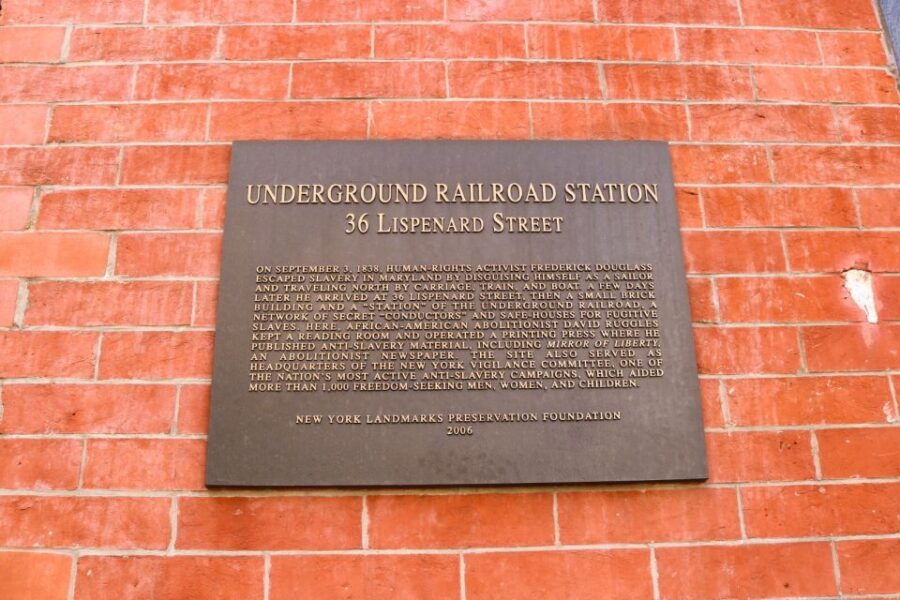 UNDERGROUND RAILROAD STATION
36 LISPENARD STREET
ON SEPTEMBER 3, 1838, HUMAN-RIGHTS ACTIVIST FREDERICK DOUGLASS
ESCAPED SLAVERY IN MARYLAND BY DISGUISING HIMSELF AS A SAILOR
AND TRAVELING NORTH BY CARRIAGE, TRAIN, AND BOAT. A FEW DAYS
LATER HE ARRIVED AT 36 LISPENARD STREET, THEN A SMALL BRICK
BUILDING AND A "STATION" OF THE UNDERGROUND RAILROAD, A
NETWORK OF SECRET "CONDUCTORS" AND SAFE-HOUSES FOR FUGITIVE
SLAVES. HERE, AFRICAN-AMERICAN ABOLITIONIST DAVID RUGGLES
KEPT A READING ROOM AND OPERATED A PRINTING PRESS WHERE HE
PUBLISHED ANTI-SLAVERY MATERIAL, INCLUDING MIRROR OF LIBERTY,
AN ABOLITIONIST NEWSPAPER. THE SITE ALSO SERVED AS
HEADQUARTERS OF THE NEW YORK VIGILANCE COMMITTEE, ONE OF
THE NATION'S MOST ACTIVE ANTI-SLAVERY CAMPAIGNS, WHICH AIDED
MORE THAN 1,000 FREEDOM-SEEKING MEN, WOMEN, AND CHILDREN.
NEW YORK LANDMARKS PRESERVATION FOUNDATION
2006